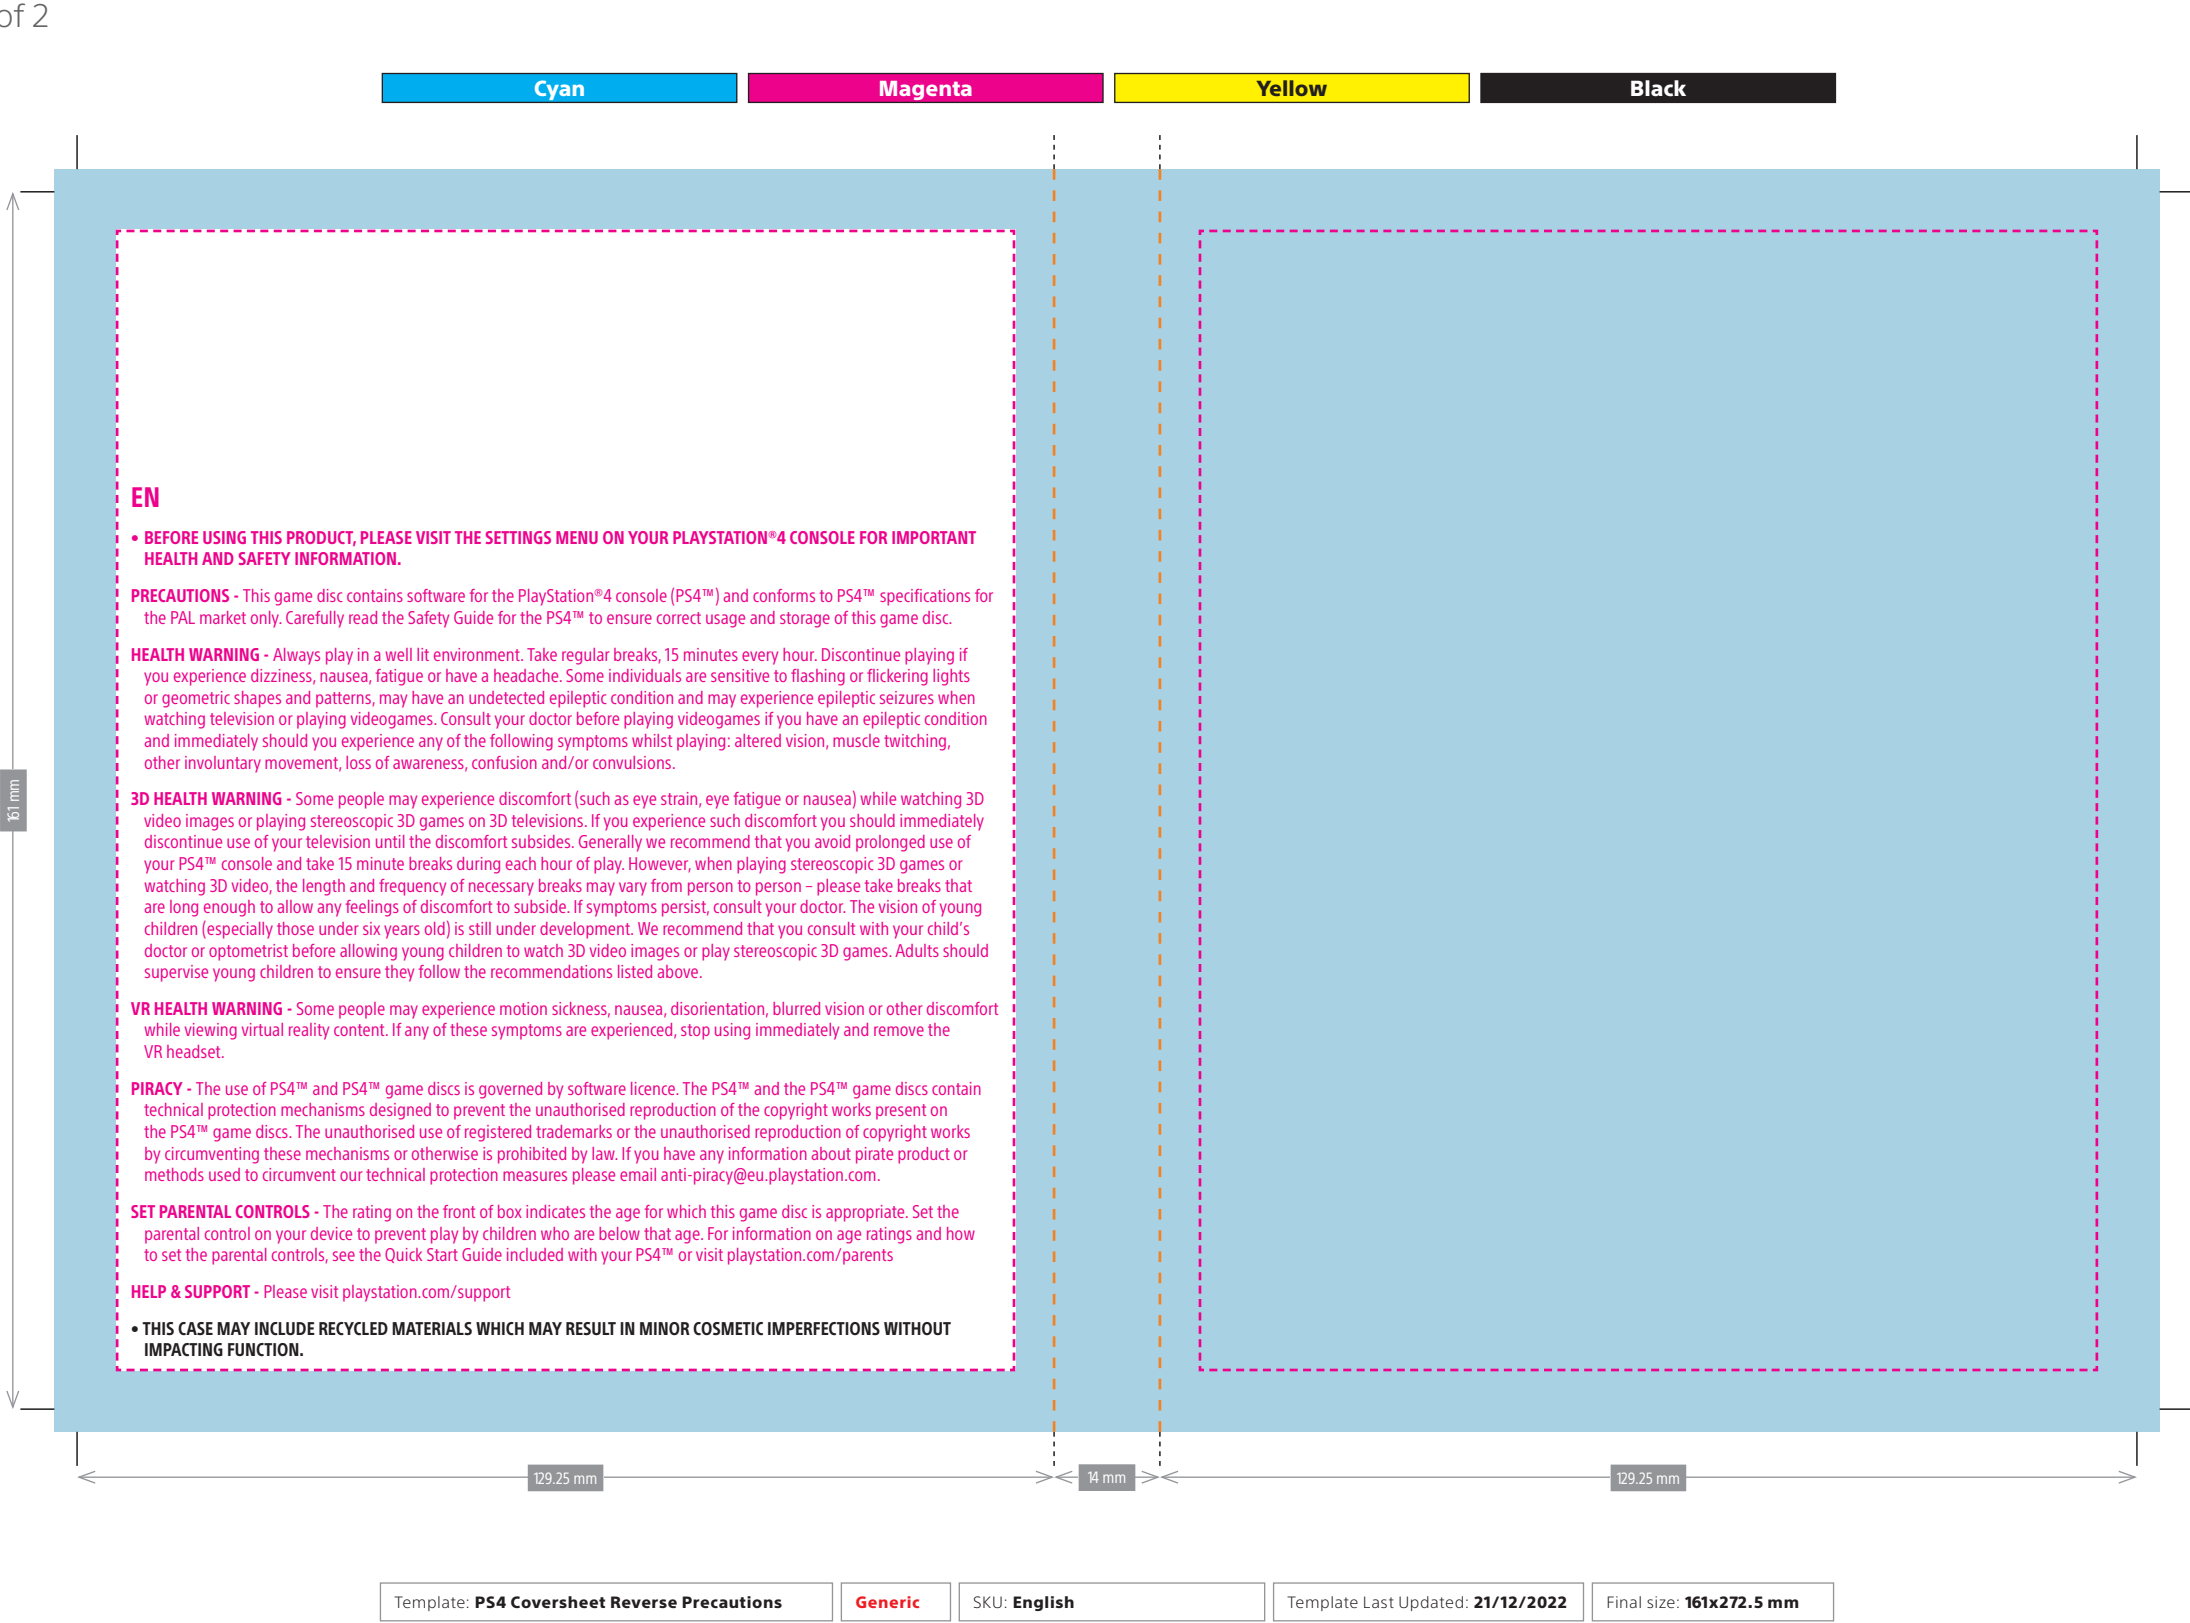 of 2
Cyan Magenta Yellow Black
EN
• BEFORE USING THIS PRODUCT, PLEASE VISIT THE SETTINGS MENU ON YOUR PLAYSTATION®4 CONSOLE FOR IMPORTANT
HEALTH AND SAFETY INFORMATION.
PRECAUTIONS - This game disc contains software for the PlayStation®4 console (PS4™) and conforms to PS4™ specifications for
the PAL market only. Carefully read the Safety Guide for the PS4™ to ensure correct usage and storage of this game disc.
HEALTH WARNING - Always play in a well lit environment. Take regular breaks, 15 minutes every hour. Discontinue playing if
you experience dizziness, nausea, fatigue or have a headache. Some individuals are sensitive to flashing or flickering lights
or geometric shapes and patterns, may have an undetected epileptic condition and may experience epileptic seizures when
watching television or playing videogames. Consult your doctor before playing videogames if you have an epileptic condition
and immediately should you experience any of the following symptoms whilst playing: altered vision, muscle twitching,
other involuntary movement, loss of awareness, confusion and/or convulsions.
3D HEALTH WARNING - Some people may experience discomfort (such as eye strain, eye fatigue or nausea) while watching 3D
video images or playing stereoscopic 3D games on 3D televisions. If you experience such discomfort you should immediately
discontinue use of your television until the discomfort subsides. Generally we recommend that you avoid prolonged use of
your PS4™ console and take 15 minute breaks during each hour of play. However, when playing stereoscopic 3D games or
watching 3D video, the length and frequency of necessary breaks may vary from person to person – please take breaks that
are long enough to allow any feelings of discomfort to subside. If symptoms persist, consult your doctor. The vision of young
children (especially those under six years old) is still under development. We recommend that you consult with your child's
doctor or optometrist before allowing young children to watch 3D video images or play stereoscopic 3D games. Adults should
supervise young children to ensure they follow the recommendations listed above.
VR HEALTH WARNING - Some people may experience motion sickness, nausea, disorientation, blurred vision or other discomfort
while viewing virtual reality content. If any of these symptoms are experienced, stop using immediately and remove the
VR headset.
PIRACY - The use of PS4™ and PS4™ game discs is governed by software licence. The PS4™ and the PS4™ game discs contain
technical protection mechanisms designed to prevent the unauthorised reproduction of the copyright works present on
the PS4™ game discs. The unauthorised use of registered trademarks or the unauthorised reproduction of copyright works
by circumventing these mechanisms or otherwise is prohibited by law. If you have any information about pirate product or
methods used to circumvent our technical protection measures please email anti-piracy@eu.playstation.com.
SET PARENTAL CONTROLS - The rating on the front of box indicates the age for which this game disc is appropriate. Set the
parental control on your device to prevent play by children who are below that age. For information on age ratings and how
to set the parental controls, see the Quick Start Guide included with your PS4™ or visit playstation.com/parents
HELP & SUPPORT - Please visit playstation.com/support
• THIS CASE MAY INCLUDE RECYCLED MATERIALS WHICH MAY RESULT IN MINOR COSMETIC IMPERFECTIONS WITHOUT
IMPACTING FUNCTION.
161 mm
129.25 mm 14 mm 129.25 mm
Template: PS4 Coversheet Reverse Precautions Generic SKU: English Template Last Updated: 21/12/2022 Final size: 161x272.5 mm